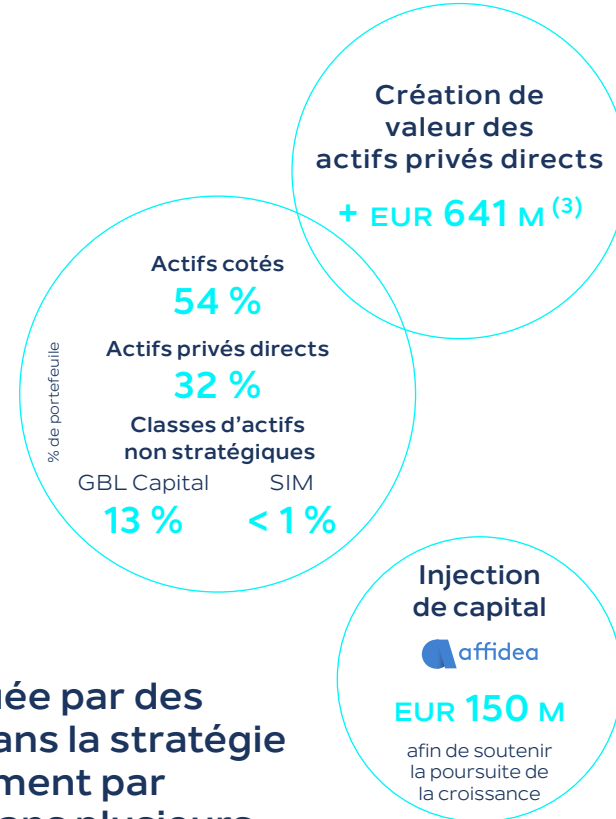 Création de
valeur des
actifs privés directs
+ EUR 641 M (3)
Actifs cotés
54 %
Actifs privés directs
32 %
Classes d'actifs
non stratégiques
GBL Capital SIM
13 % < 1 %
% de portefeuile
Injection
de capital
affidea
EUR 150 M
afin de soutenir
la poursuite de
la croissance
par des
ans la stratégie
ment par
plusieurs